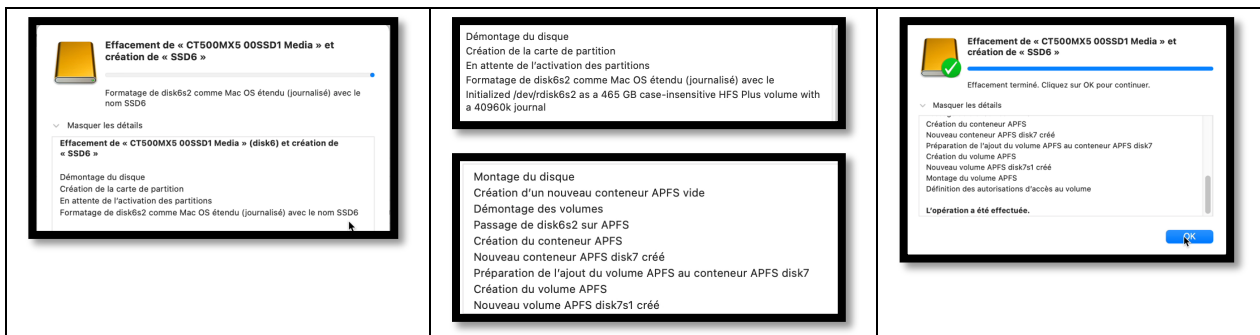 Effacement de « CT500MX5 00SSD1 Media » et
création de « SSD6 »
Formatage de disk6s2 comme Mac OS étendu (journalisé) avec le
nom SSD6
Masquer les détails
Effacement de « CT500MX5 00SSD1 Media » (disk6) et création de
« SSD6 »
Démontage du disque
Création de la carte de partition
En attente de l'activation des partitions
Formatage de disk6s2 comme Mac OS étendu (journalisé) avec le nom SSD6
Démontage du disque
Création de la carte de partition
En attente de l'activation des partitions
Formatage de disk6s2 comme Mac OS étendu (journalisé) avec le
Initialized /dev/rdisk6s2 as a 465 GB case-insensitive HFS Plus volume with
a 40960k journal
Montage du disque
Création d'un nouveau conteneur APFS vide
Démontage des volumes
Passage de disk6s2 sur APFS
Création du conteneur APFS
Nouveau conteneur APFS disk7 créé
Préparation de l'ajout du volume APFS au conteneur APFS disk7
Création du volume APFS
Nouveau volume APFS disk7s1 créé
Effacement de « CT500MX5 00SSD1 Media » et
création de « SSD6 »
Effacement terminé. Cliquez sur OK pour continuer.
Masquer les détails
Création du conteneur APFS
Nouveau conteneur APFS disk7 créé
Préparation de l'ajout du volume APFS au conteneur APFS disk7
Création du volume APFS
Nouveau volume APFS disk7s1 créé
Montage du volume APFS
Définition des autorisations d'accès au volume
L'opération a été effectuée.
OK